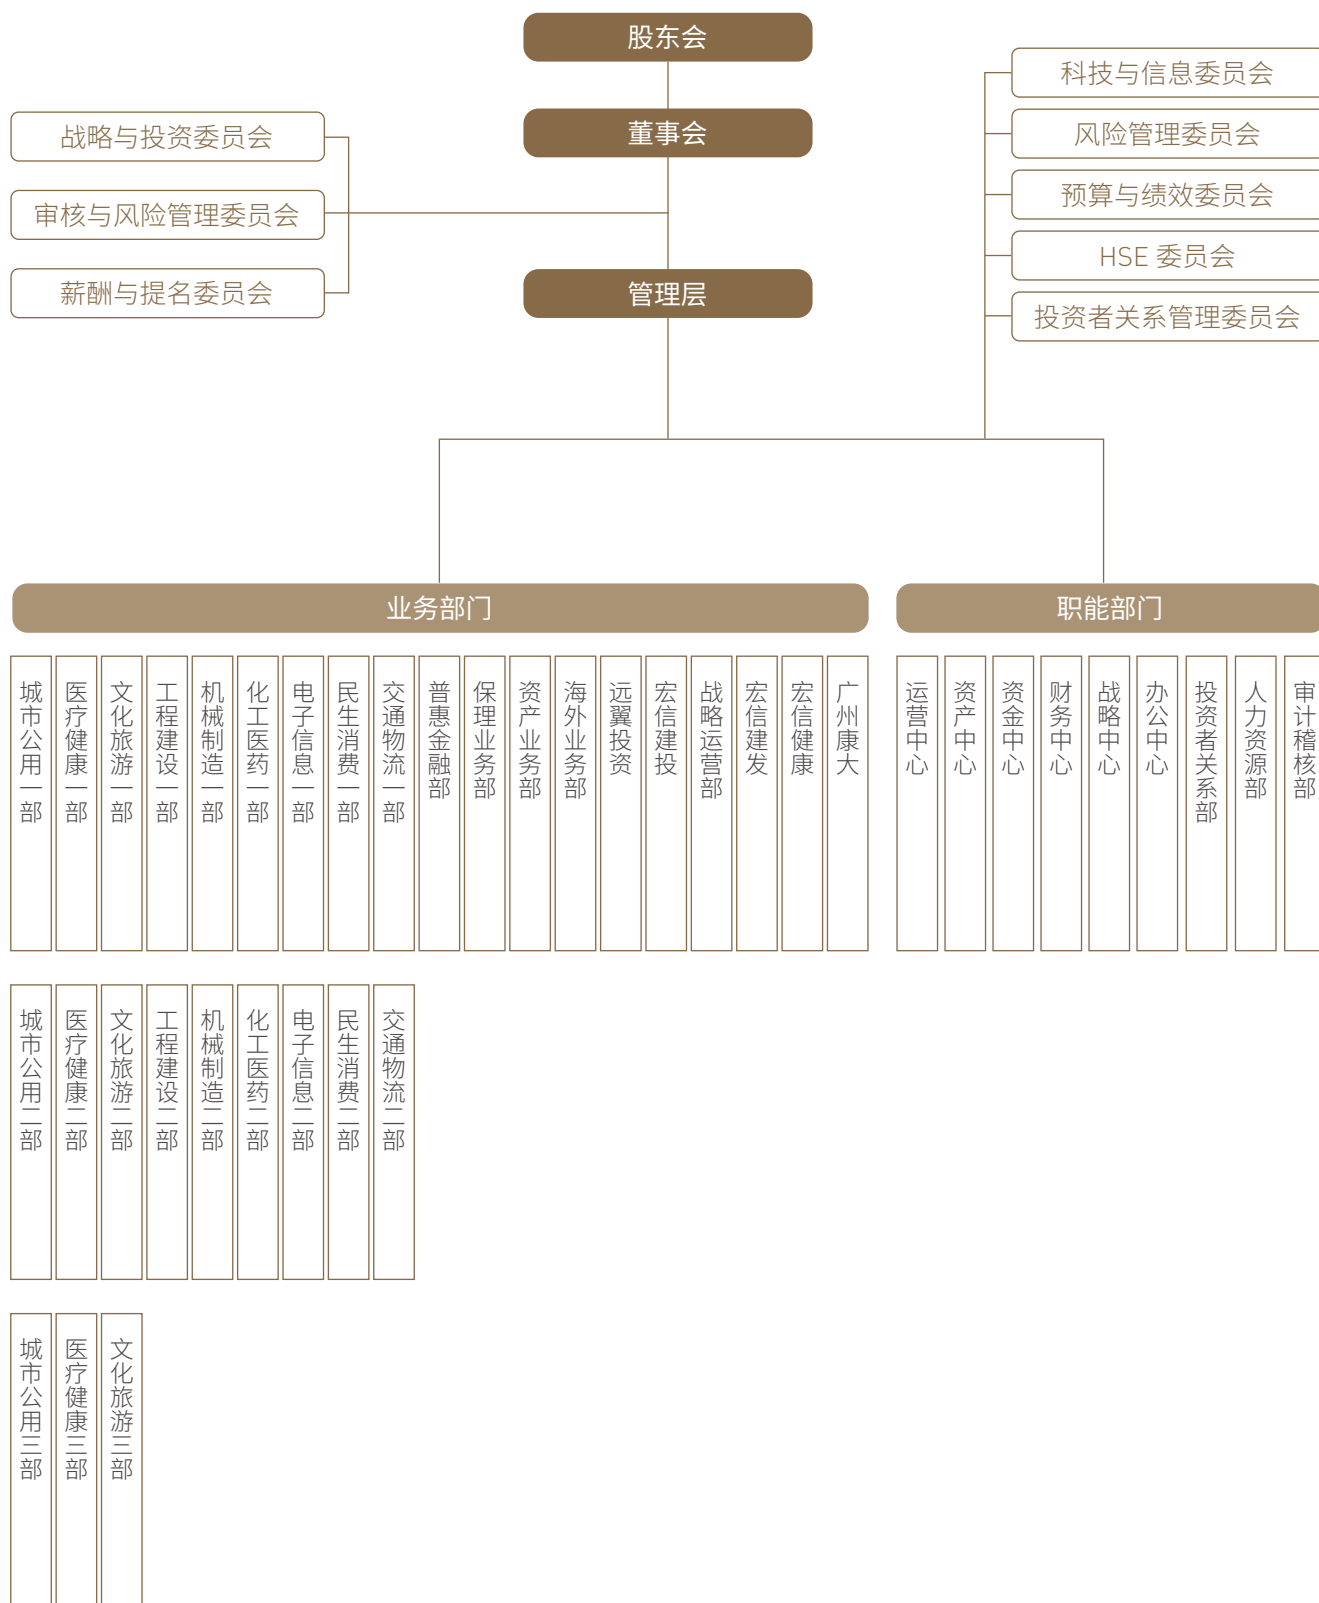 股东会
董事会
管理层
战略与投资委员会
审核与风险管理委员会
薪酬与提名委员会
科技与信息委员会
风险管理委员会
预算与绩效委员会
HSE 委员会
投资者关系管理委员会
业务部门
城市公用一部
医疗健康一部
文化旅游一部
工程建设一部
机械制造一部
化工医药一部
电子信息一部
民生消费一部
交通物流一部
普惠金融部
保理业务部
资产业务部
海外业务部
远翼投资
宏信建投
战略运营部
宏信建发
宏信健康
广州康大
城市公用二部
医疗健康二部
文化旅游二部
工程建设二部
机械制造二部
化工医药二部
电子信息二部
民生消费二部
交通物流二部
城市公用三部
医疗健康三部
文化旅游三部
职能部门
运营中心
资产中心
资金中心
财务中心
战略中心
办公中心
投资者关系部
人力资源部
审计稽核部